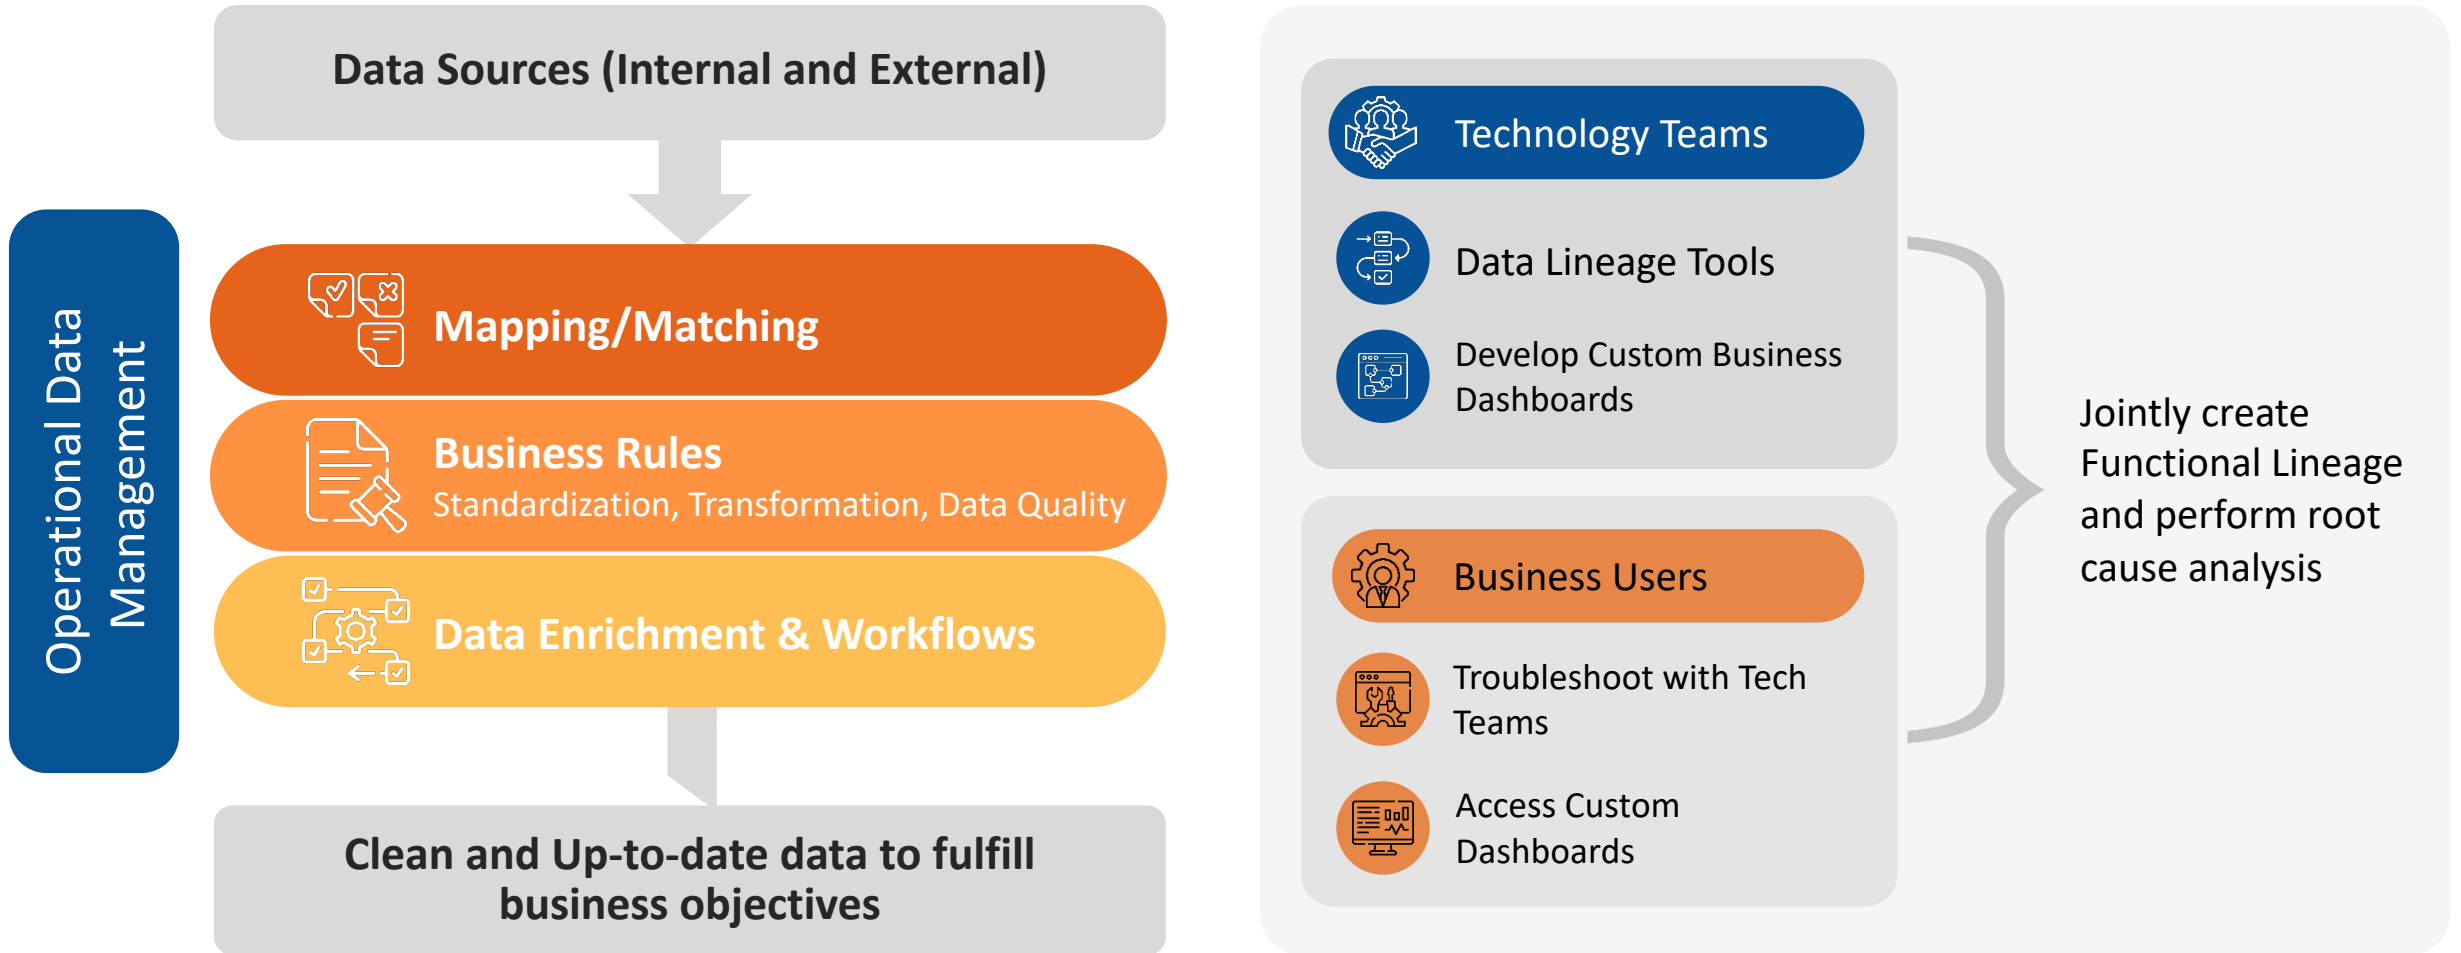 Data Sources (Internal and External)
Operational Data
Management
Mapping/Matching
Business Rules
Standardization, Transformation, Data Quality
Data Enrichment & Workflows
Clean and Up-to-date data to fulfill
business objectives
Technology Teams
Data Lineage Tools
Develop Custom Business
Dashboards
Business Users
Troubleshoot with Tech
Teams
Access Custom
Dashboards
Jointly create
Functional Lineage
and perform root
cause analysis